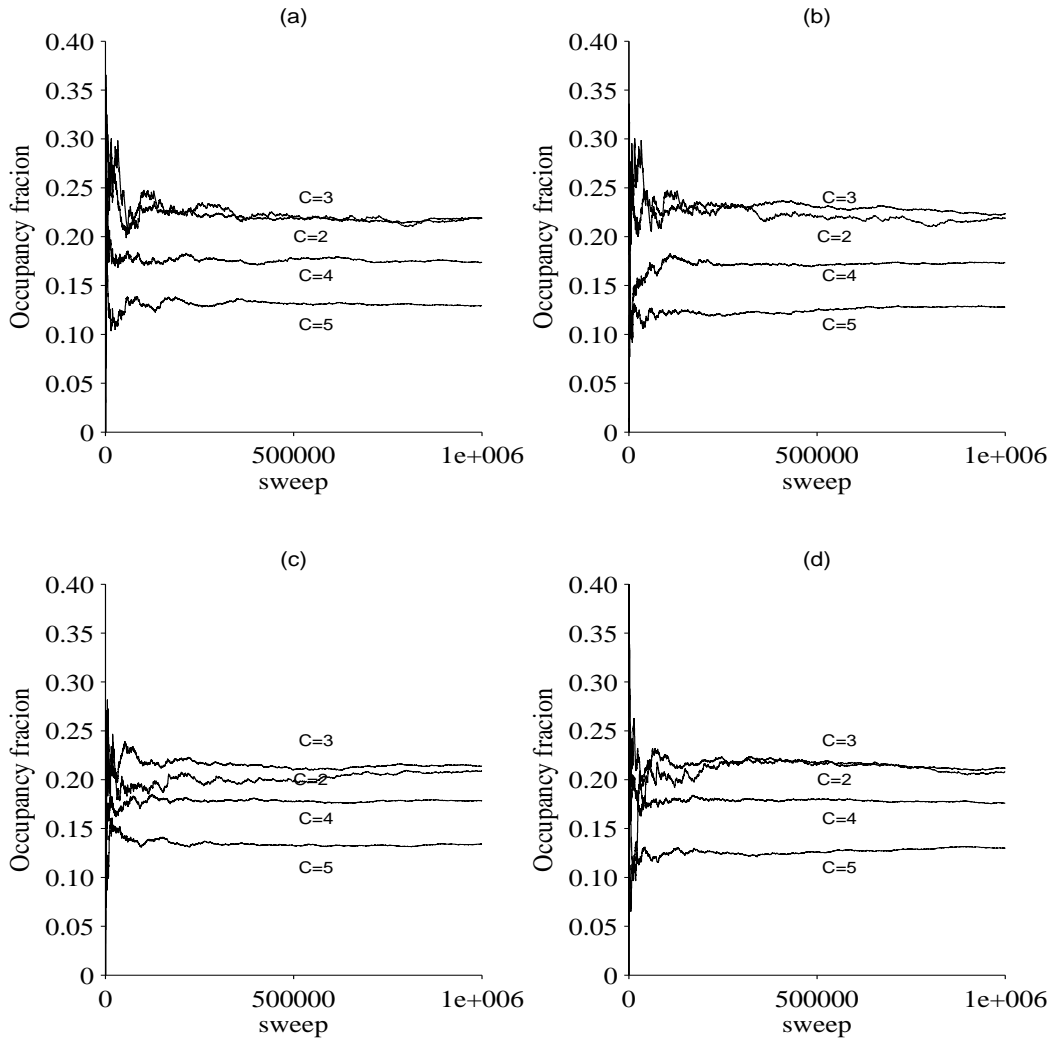 (a)
0.40
0.35
0.30
0.25
0.20
0.15
0.10
0.05
0
Occupancy fracion
C=3
C=2
C=4
C=5
0 500000 1e+006
sweep
(b)
0.40
0.35
0.30
0.25
0.20
0.15
0.10
0.05
0
Occupancy fracion
C=3
C=2
C=4
C=5
0 500000 1e+006
sweep
(c)
0.40
0.35
0.30
0.25
0.20
0.15
0.10
0.05
0
Occupancy fracion
C=3
C=2
C=4
C=5
0 500000 1e+006
sweep
(d)
0.40
0.35
0.30
0.25
0.20
0.15
0.10
0.05
0
Occupancy fracion
C=3
C=2
C=4
C=5
0 500000 1e+006
sweep